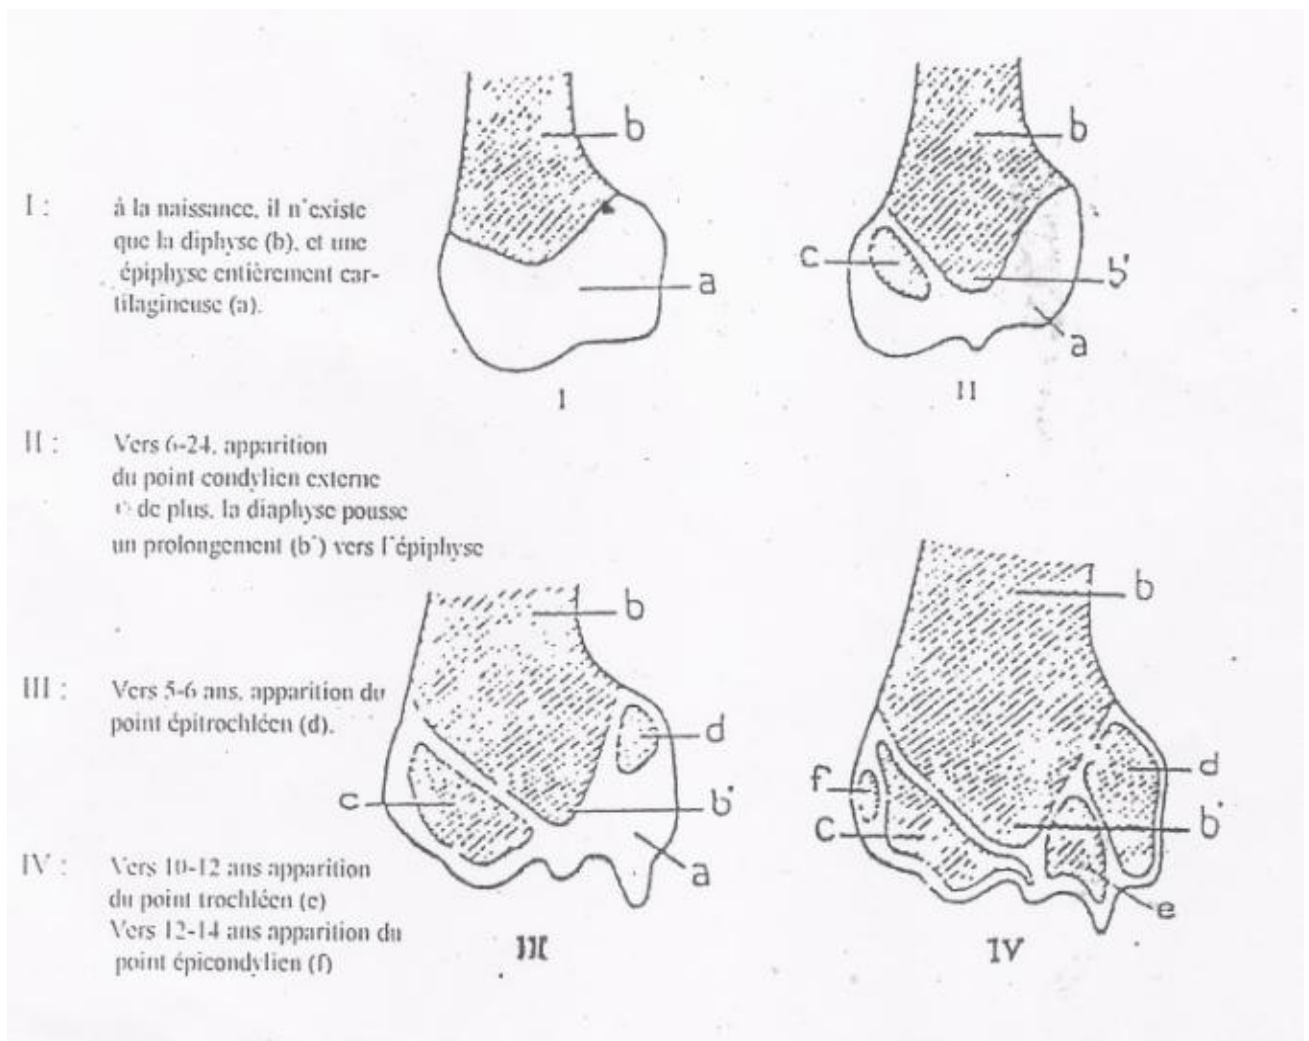 I : à la naissance, il n'existe
que la diphyse (b), et une
épiphyse entièrement car-
tilagineuse (a).
b
a
I
b
c
b'
a
II
II : Vers 6-24, apparition
du point condylien externe
de plus, la diaphyse pousse
un prolongement (b') vers l'épiphyse
III : Vers 5-6 ans, apparition du
point épitrochléen (d).
b
d
c
b'
a
III
b
d
f
c
b'
e
IV
IV : Vers 10-12 ans apparition
du point trochléen (e)
Vers 12-14 ans apparition du
point épicondylien (f)